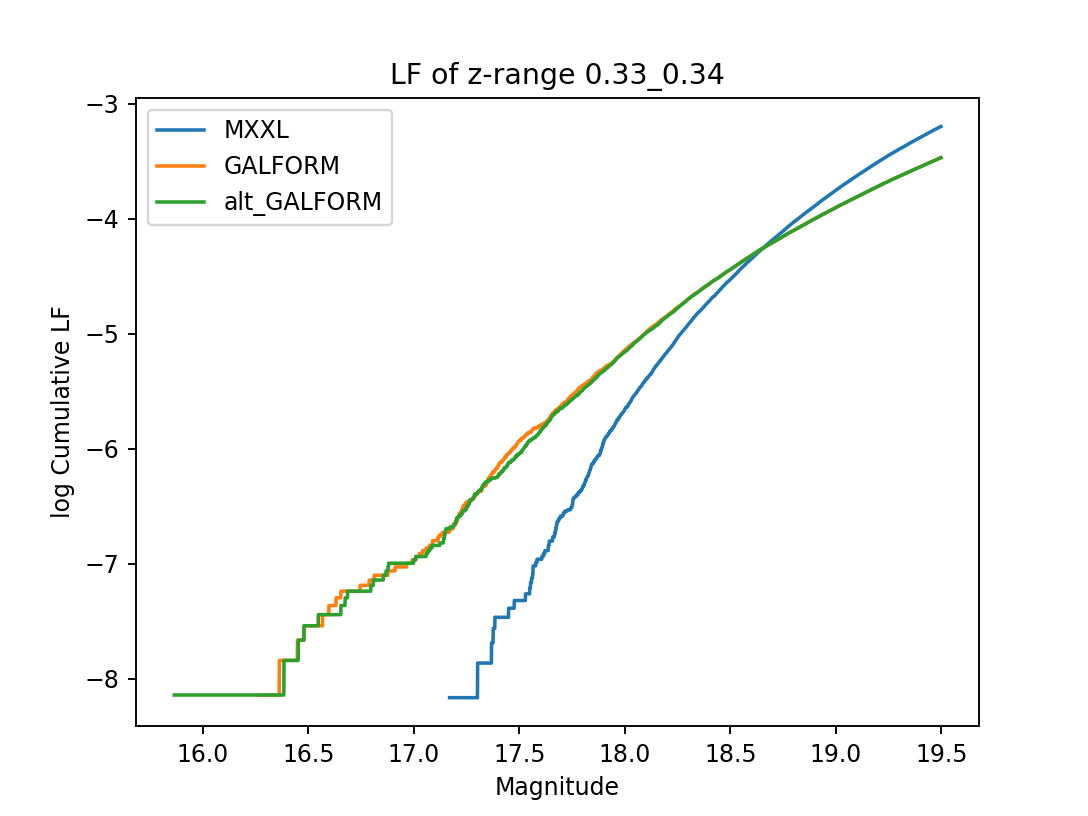 LF of z-range 0.33_0.34
MXXL
GALFORM
alt_GALFORM
log Cumulative LF
−3
−4
−5
−6
−7
−8
16.0 16.5 17.0 17.5 18.0 18.5 19.0 19.5
Magnitude